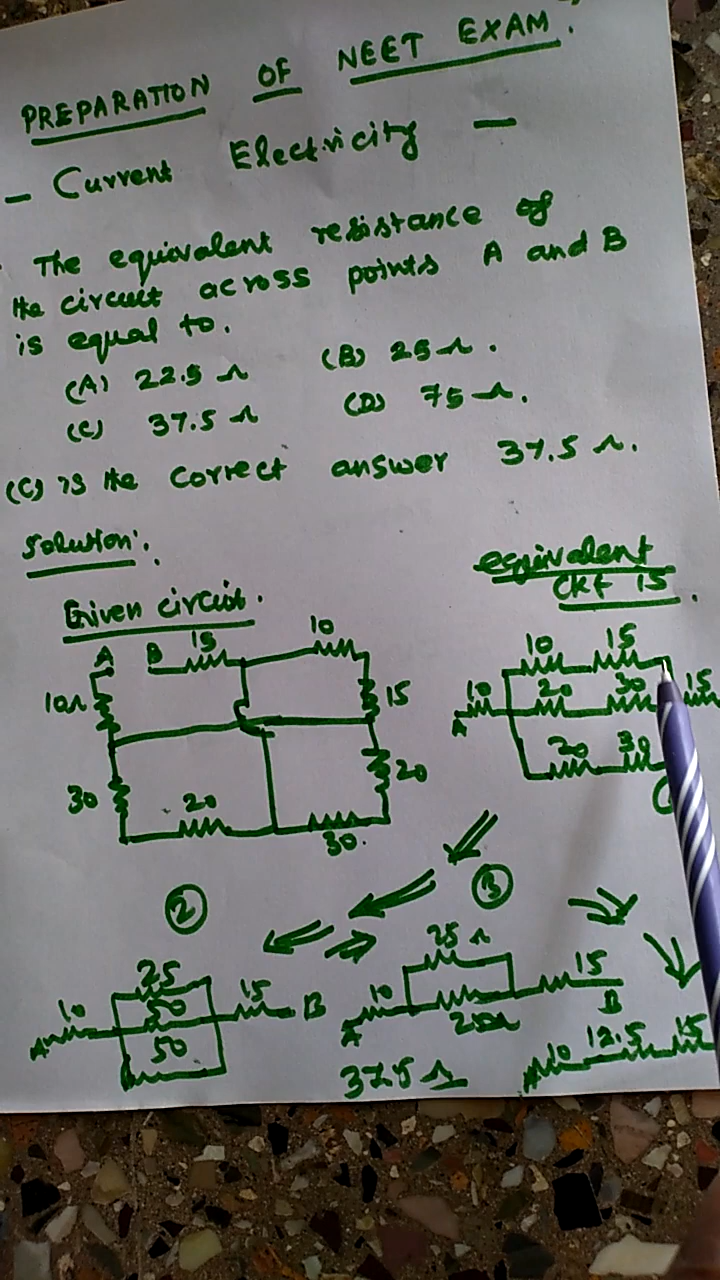 PREPARATION OF NEET EXAM.
- Current Electricity -
The equivalent resistance of
the circuit across points A and B
is equal to.
(A) 22.5 Ω (B) 25 Ω.
(C) 37.5 Ω (D) 75 Ω.
(C) is the correct answer 37.5 Ω.
Solution:.
equivalent
ckt is.
Given circuit.
A B 15 10
10Ω 15
30 20 20
30.
10 15
10 20 30 15
A
20 30
2 3
25
10 50 15 B
A
50
25 Ω
10 15
A 25Ω B
37.5 Ω
A 10 12.5 15